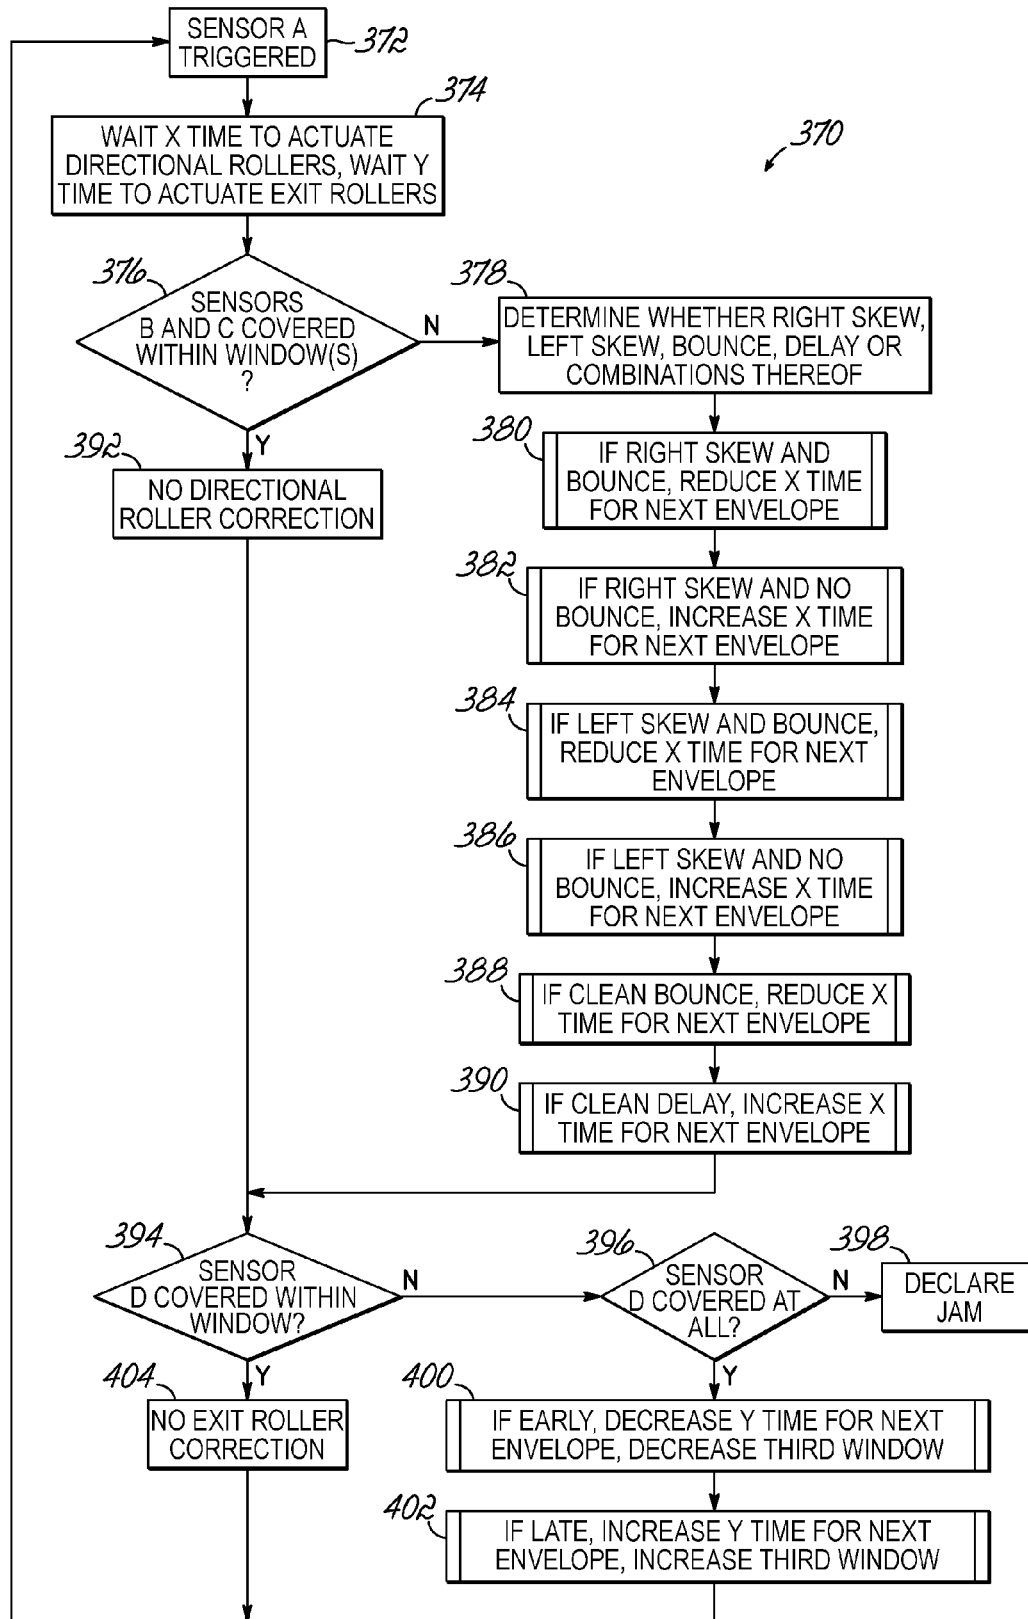 SENSOR A
TRIGGERED
372
374
WAIT X TIME TO ACTUATE
DIRECTIONAL ROLLERS, WAIT Y
TIME TO ACTUATE EXIT ROLLERS
370
376
SENSORS
B AND C COVERED
WITHIN WINDOW(S)
?
N
Y
378
DETERMINE WHETHER RIGHT SKEW,
LEFT SKEW, BOUNCE, DELAY OR
COMBINATIONS THEREOF
392
NO DIRECTIONAL
ROLLER CORRECTION
380
IF RIGHT SKEW AND
BOUNCE, REDUCE X TIME
FOR NEXT ENVELOPE
382
IF RIGHT SKEW AND NO
BOUNCE, INCREASE X TIME
FOR NEXT ENVELOPE
384
IF LEFT SKEW AND BOUNCE,
REDUCE X TIME FOR NEXT
ENVELOPE
386
IF LEFT SKEW AND NO
BOUNCE, INCREASE X TIME
FOR NEXT ENVELOPE
388
IF CLEAN BOUNCE, REDUCE X
TIME FOR NEXT ENVELOPE
390
IF CLEAN DELAY, INCREASE X
TIME FOR NEXT ENVELOPE
394
SENSOR
D COVERED WITHIN
WINDOW?
N
Y
396
SENSOR
D COVERED AT
ALL?
N
Y
398
DECLARE
JAM
404
NO EXIT ROLLER
CORRECTION
400
IF EARLY, DECREASE Y TIME FOR NEXT
ENVELOPE, DECREASE THIRD WINDOW
402
IF LATE, INCREASE Y TIME FOR NEXT
ENVELOPE, INCREASE THIRD WINDOW